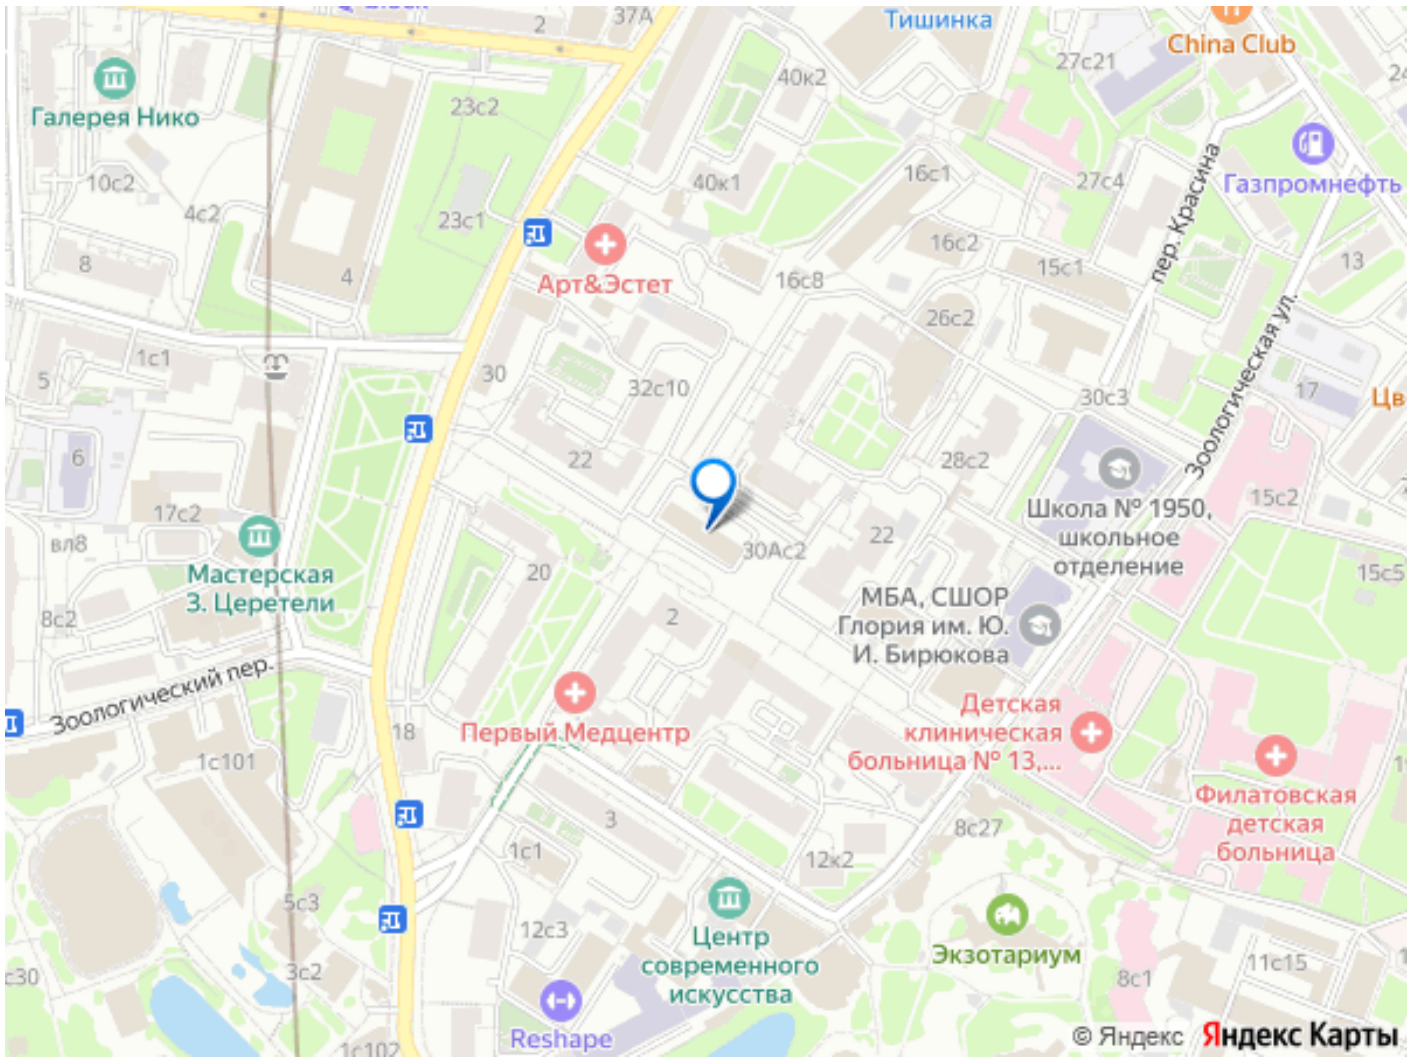 2
37А
Тишинка
China Club
27с21
40к2
Галерея Нико
23с2
10с2
40к1
16с1
27с4
Газпромнефть
пер. Красина
4с2
23с1
16с2
8
4
Арт&Эстет
16с8
15с1
13
26с2
Зоологическая ул.
1с1
5
30
32с10
30с3
17
Цв
6
22
28с2
15с2
17с2
вл8
Школа № 1950,
школьное
отделение
22
30Ас2
20
15с5
Мастерская
З. Церетели
8с2
МБА, СШОР
Глория им. Ю.
И. Бирюкова
2
Зоологический пер.
Первый Медцентр
18
Детская
клиническая
больница № 13,...
1с101
Филатовская
детская
больница
3
8с27
1с1
12к2
5с3
12с3
Центр
современного
искусства
Экзотариум
3с2
с30
8с1
11с15
Reshape
1с102
© Яндекс Яндекс Карты